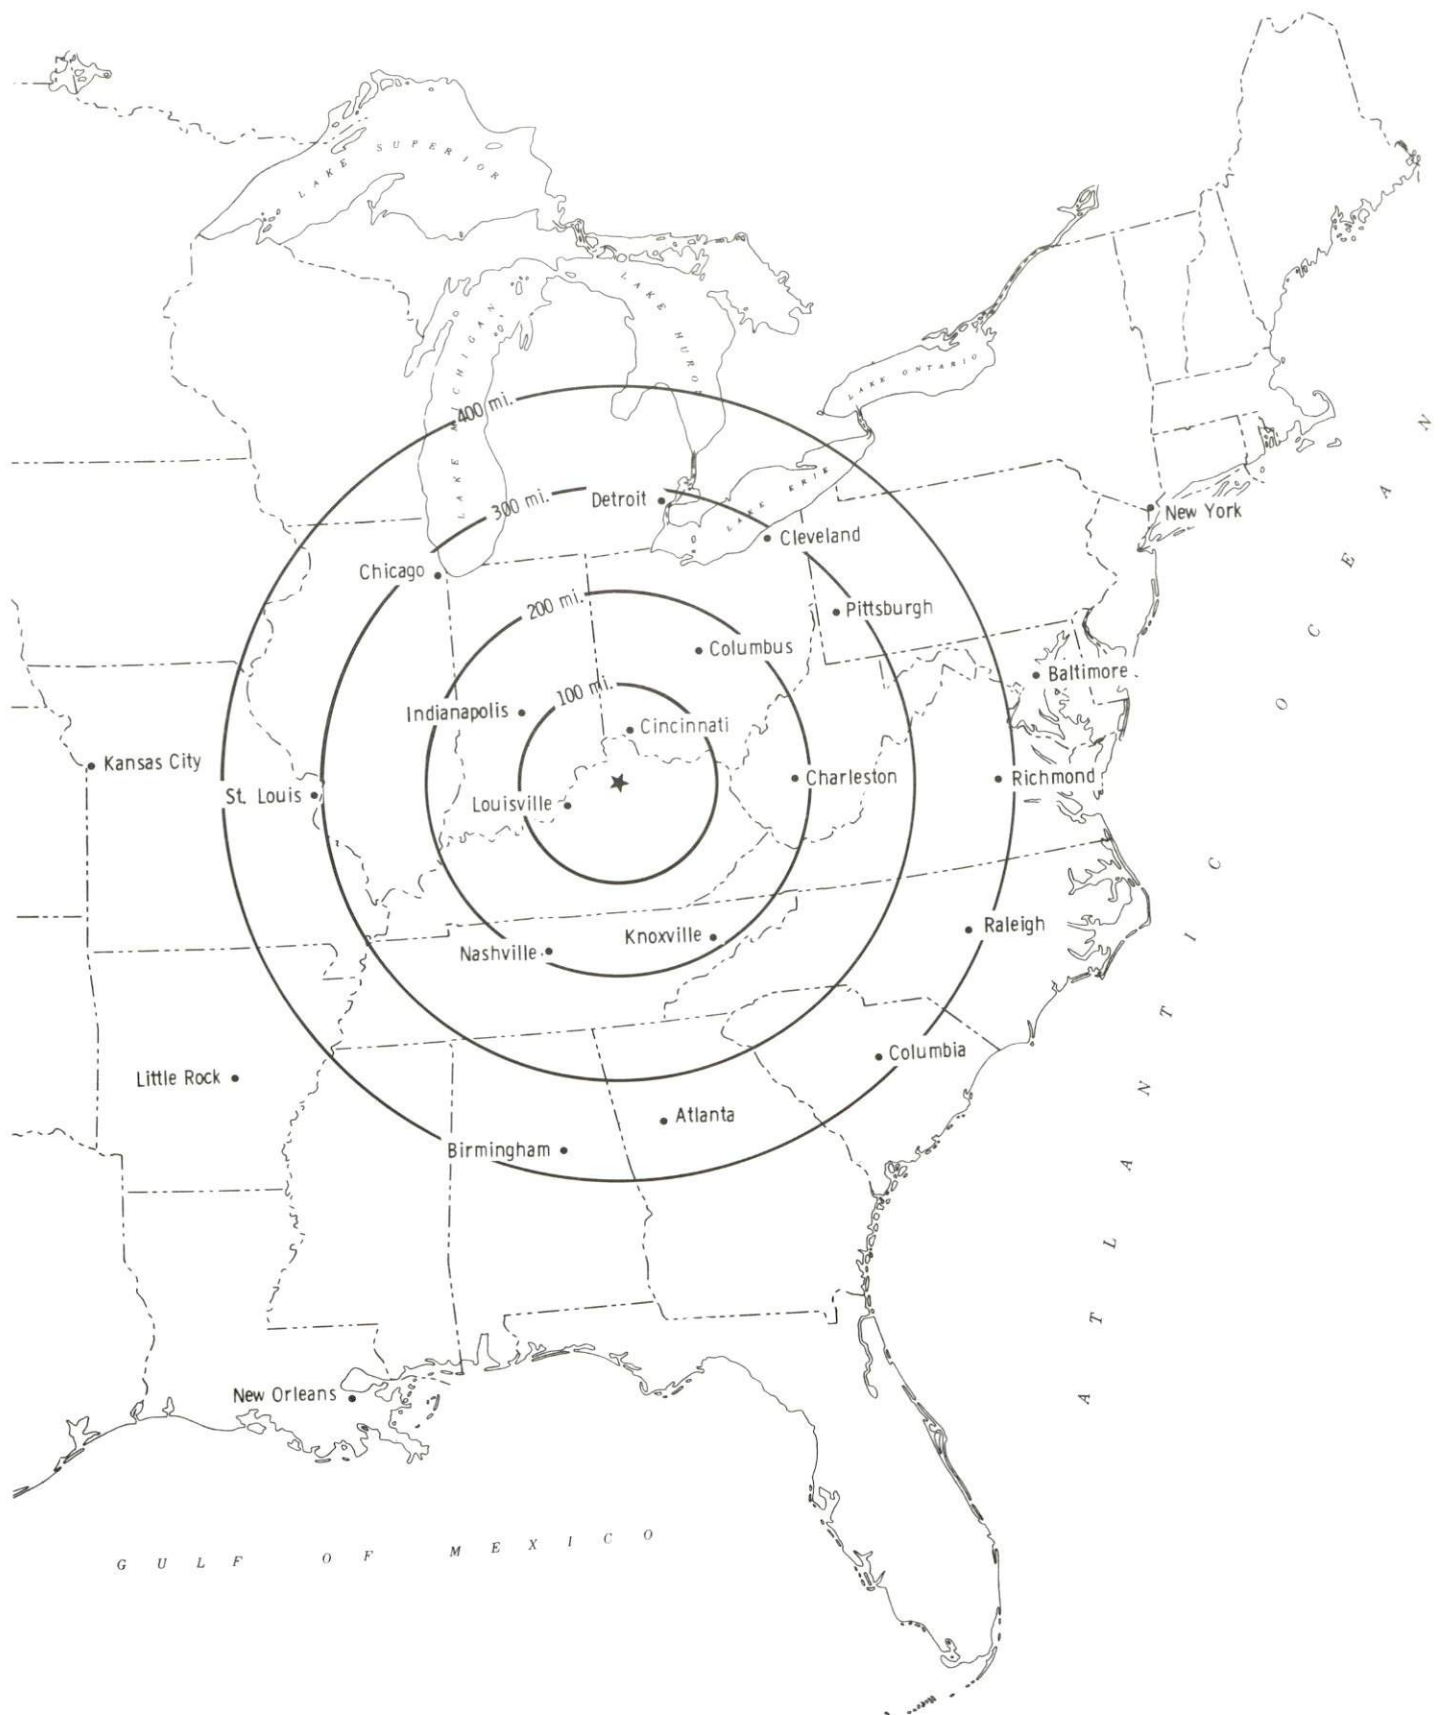 LAKE SUPERIOR
LAKE MICHIGAN
LAKE HURON
LAKE ONTARIO
400 mi.
LAKE ERIE
300 mi.
Detroit
New York
Cleveland
Chicago
200 mi.
Pittsburgh
Columbus
Baltimore
100 mi.
Indianapolis
Cincinnati
Kansas City
Charleston
Richmond
St. Louis
Louisville
Raleigh
Knoxville
Nashville
Columbia
Little Rock
Atlanta
Birmingham
New Orleans
ATLANTIC OCEAN
GULF OF MEXICO